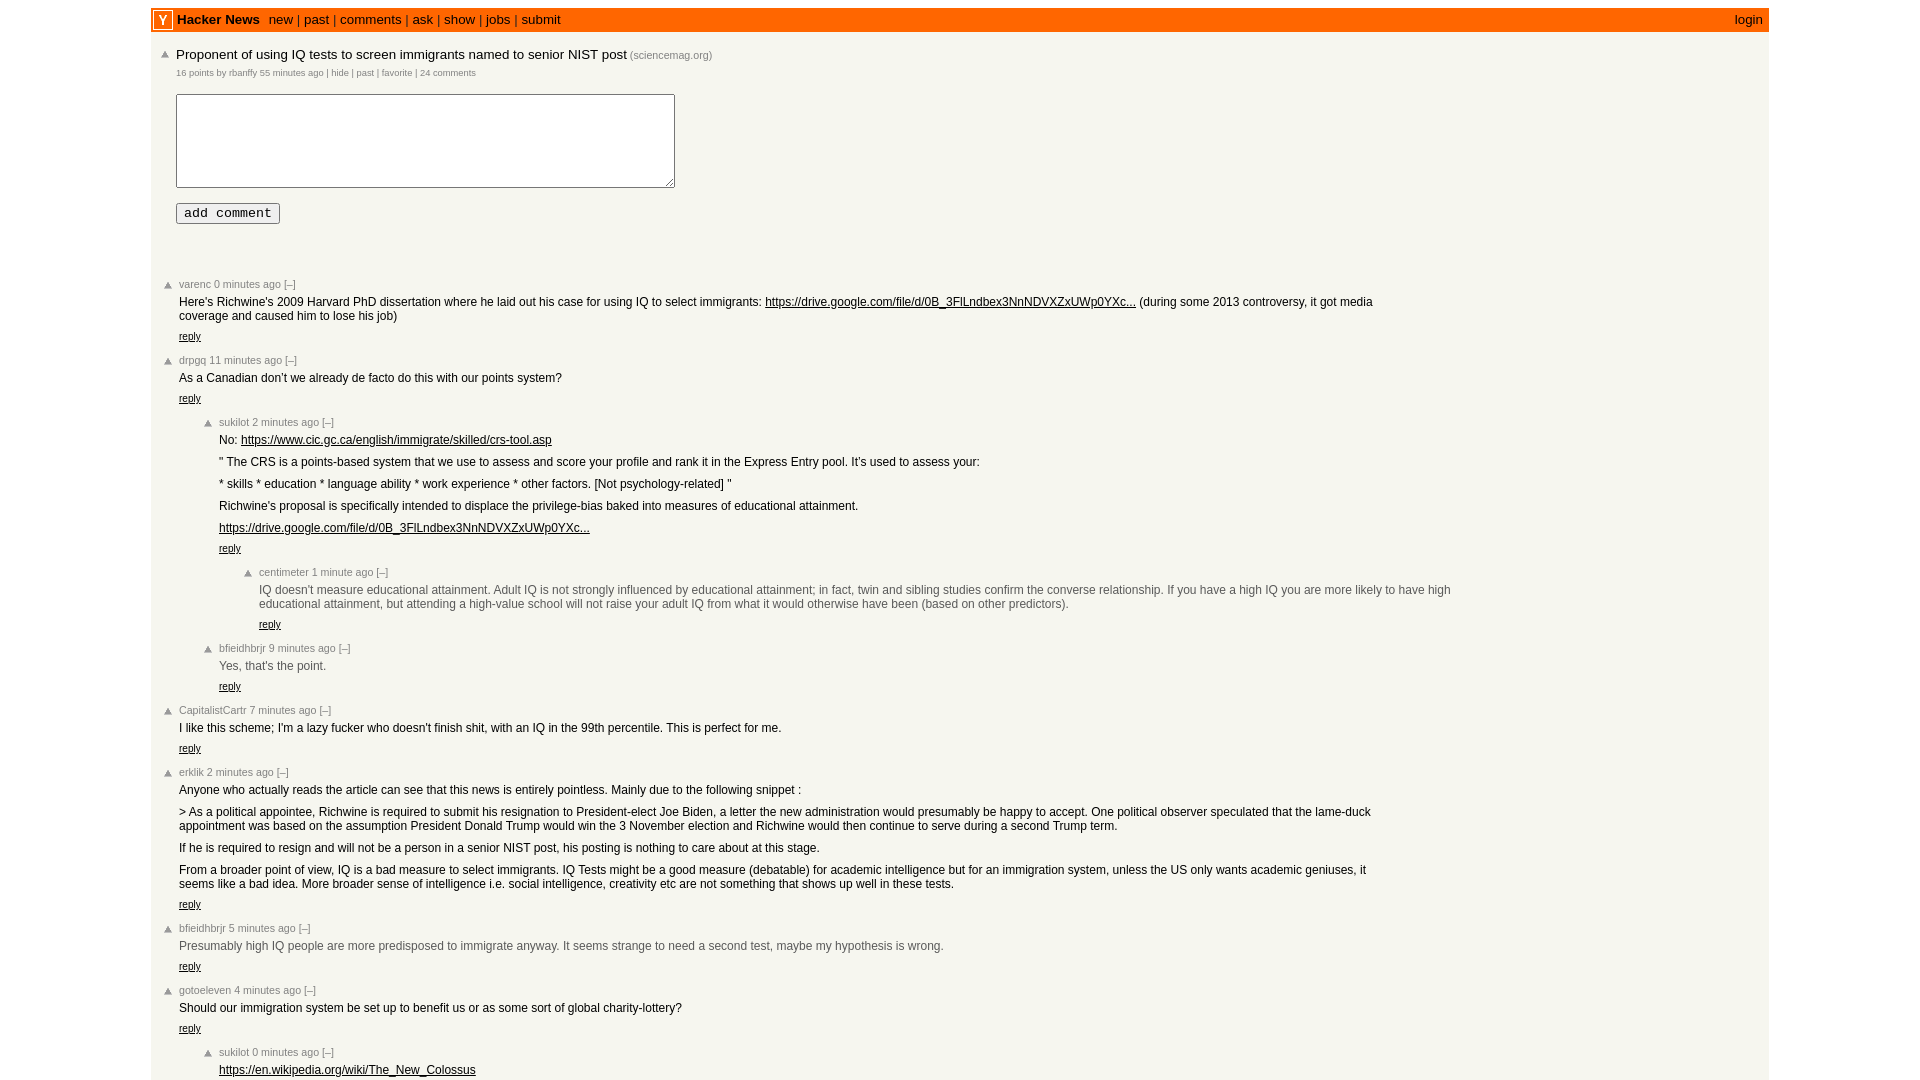 Y Hacker News new | past | comments | ask | show | jobs | submit login
Proponent of using IQ tests to screen immigrants named to senior NIST post (sciencemag.org)
16 points by rbanffy 55 minutes ago | hide | past | favorite | 24 comments
add comment
varenc 0 minutes ago [–]
Here's Richwine's 2009 Harvard PhD dissertation where he laid out his case for using IQ to select immigrants: https://drive.google.com/file/d/0B_3FlLndbex3NnNDVXZxUWp0YXc... (during some 2013 controversy, it got media
coverage and caused him to lose his job)
reply
drpgq 11 minutes ago [–]
As a Canadian don’t we already de facto do this with our points system?
reply
sukilot 2 minutes ago [–]
No: https://www.cic.gc.ca/english/immigrate/skilled/crs-tool.asp
" The CRS is a points-based system that we use to assess and score your profile and rank it in the Express Entry pool. It’s used to assess your:
* skills * education * language ability * work experience * other factors. [Not psychology-related] "
Richwine's proposal is specifically intended to displace the privilege-bias baked into measures of educational attainment.
https://drive.google.com/file/d/0B_3FlLndbex3NnNDVXZxUWp0YXc...
reply
centimeter 1 minute ago [–]
IQ doesn't measure educational attainment. Adult IQ is not strongly influenced by educational attainment; in fact, twin and sibling studies confirm the converse relationship. If you have a high IQ you are more likely to have high
educational attainment, but attending a high-value school will not raise your adult IQ from what it would otherwise have been (based on other predictors).
reply
bfieidhbrjr 9 minutes ago [–]
Yes, that's the point.
reply
CapitalistCartr 7 minutes ago [–]
I like this scheme; I'm a lazy fucker who doesn't finish shit, with an IQ in the 99th percentile. This is perfect for me.
reply
erklik 2 minutes ago [–]
Anyone who actually reads the article can see that this news is entirely pointless. Mainly due to the following snippet :
> As a political appointee, Richwine is required to submit his resignation to President-elect Joe Biden, a letter the new administration would presumably be happy to accept. One political observer speculated that the lame-duck
appointment was based on the assumption President Donald Trump would win the 3 November election and Richwine would then continue to serve during a second Trump term.
If he is required to resign and will not be a person in a senior NIST post, his posting is nothing to care about at this stage.
From a broader point of view, IQ is a bad measure to select immigrants. IQ Tests might be a good measure (debatable) for academic intelligence but for an immigration system, unless the US only wants academic geniuses, it
seems like a bad idea. More broader sense of intelligence i.e. social intelligence, creativity etc are not something that shows up well in these tests.
reply
bfieidhbrjr 5 minutes ago [–]
Presumably high IQ people are more predisposed to immigrate anyway. It seems strange to need a second test, maybe my hypothesis is wrong.
reply
gotoeleven 4 minutes ago [–]
Should our immigration system be set up to benefit us or as some sort of global charity-lottery?
reply
sukilot 0 minutes ago [–]
https://en.wikipedia.org/wiki/The_New_Colossus